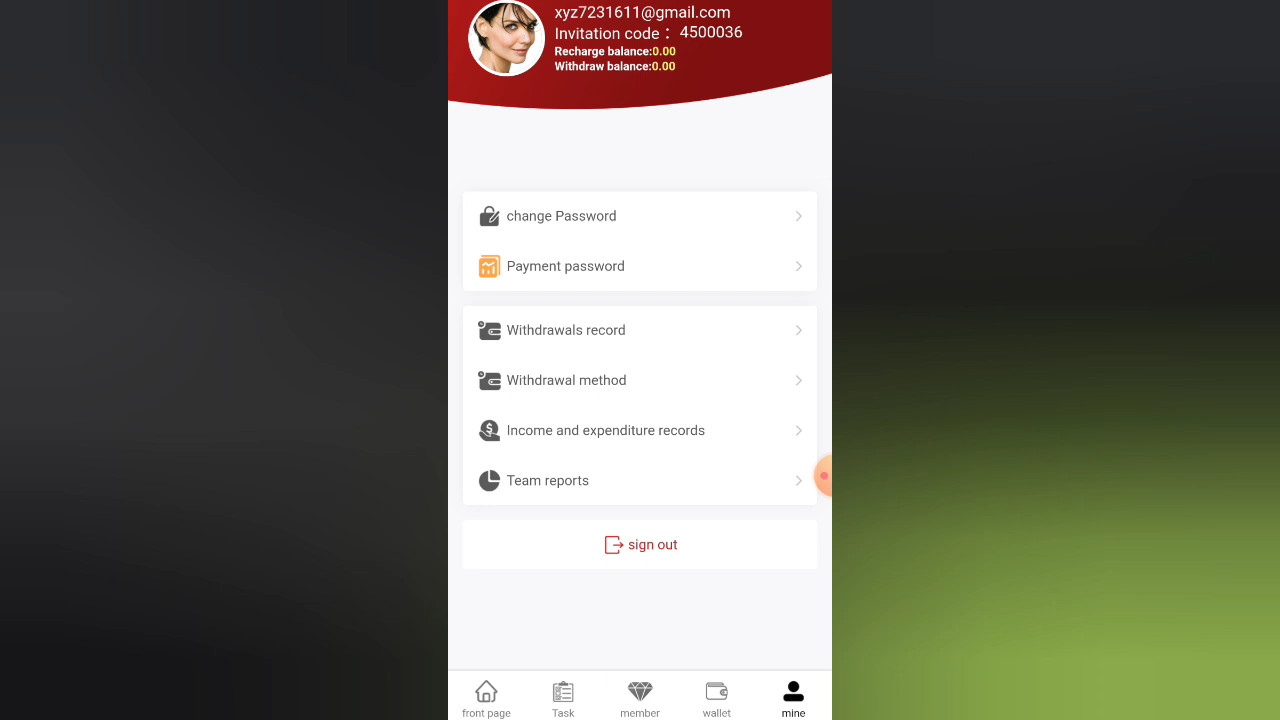 xyz7231611@gmail.com
Invitation code： 4500036
Recharge balance:0.00
Withdraw balance:0.00
change Password
Payment password
Withdrawals record
Withdrawal method
Income and expenditure records
Team reports
sign out
front page Task member wallet mine